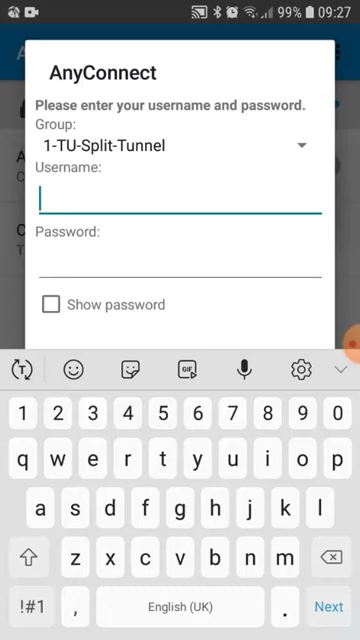 99% 09:27
A
AnyConnect
Please enter your username and password.
Group:
1-TU-Split-Tunnel
Username:
Password:
Show password
GIF
1 2 3 4 5 6 7 8 9 0
q w e r t y u i o p
a s d f g h j k l
z x c v b n m
!#1 , English (UK) . Next